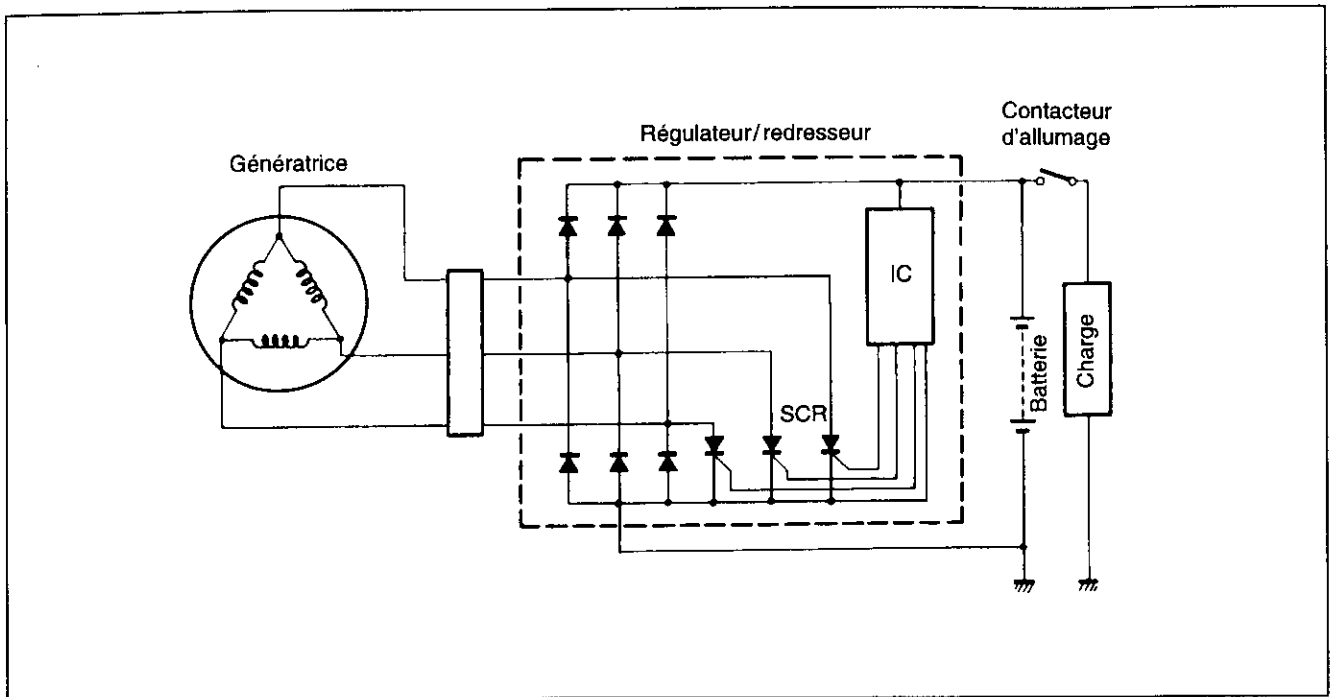 Contacteur
d'allumage
Régulateur/redresseur
Génératrice
IC
SCR
Batterie
Charge